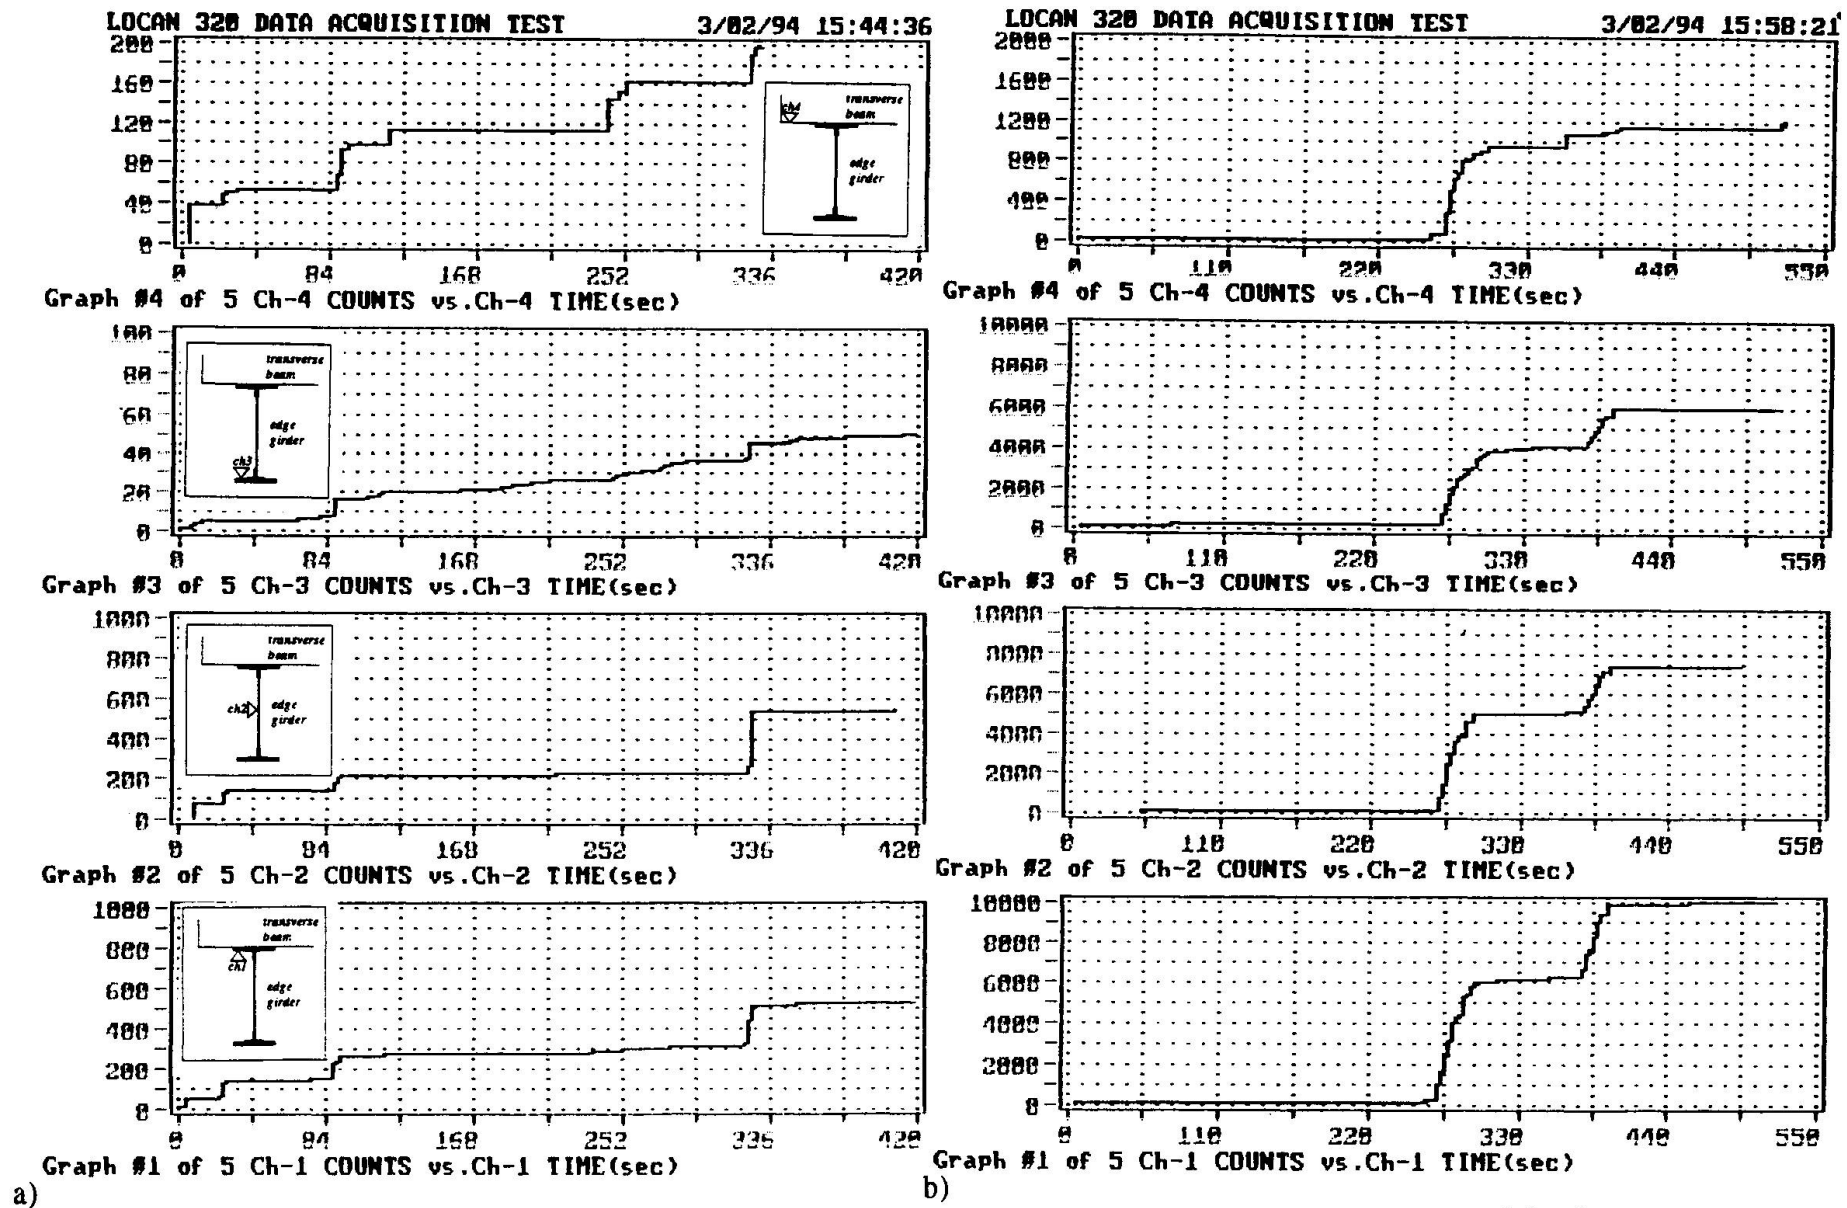 LOCAN 320 DATA ACQUISITION TEST 3/02/94 15:44:36
200
160
120
80
40
0
ch4
transverse
beam
edge
girder
0 84 168 252 336 420
Graph #4 of 5 Ch-4 COUNTS vs.Ch-4 TIME(sec)
100
80
60
40
20
0
transverse
beam
edge
girder
ch3
0 84 168 252 336 420
Graph #3 of 5 Ch-3 COUNTS vs.Ch-3 TIME(sec)
1000
800
600
400
200
0
transverse
beam
ch2
edge
girder
0 84 168 252 336 420
Graph #2 of 5 Ch-2 COUNTS vs.Ch-2 TIME(sec)
1000
800
600
400
200
0
transverse
beam
ch1
edge
girder
0 84 168 252 336 420
Graph #1 of 5 Ch-1 COUNTS vs.Ch-1 TIME(sec)
a)
LOCAN 320 DATA ACQUISITION TEST 3/02/94 15:58:21
2000
1600
1200
800
400
0
0 110 220 330 440 550
Graph #4 of 5 Ch-4 COUNTS vs.Ch-4 TIME(sec)
10000
8000
6000
4000
2000
0
0 110 220 330 440 550
Graph #3 of 5 Ch-3 COUNTS vs.Ch-3 TIME(sec)
10000
8000
6000
4000
2000
0
0 110 220 330 440 550
Graph #2 of 5 Ch-2 COUNTS vs.Ch-2 TIME(sec)
10000
8000
6000
4000
2000
0
0 110 220 330 440 550
Graph #1 of 5 Ch-1 COUNTS vs.Ch-1 TIME(sec)
b)